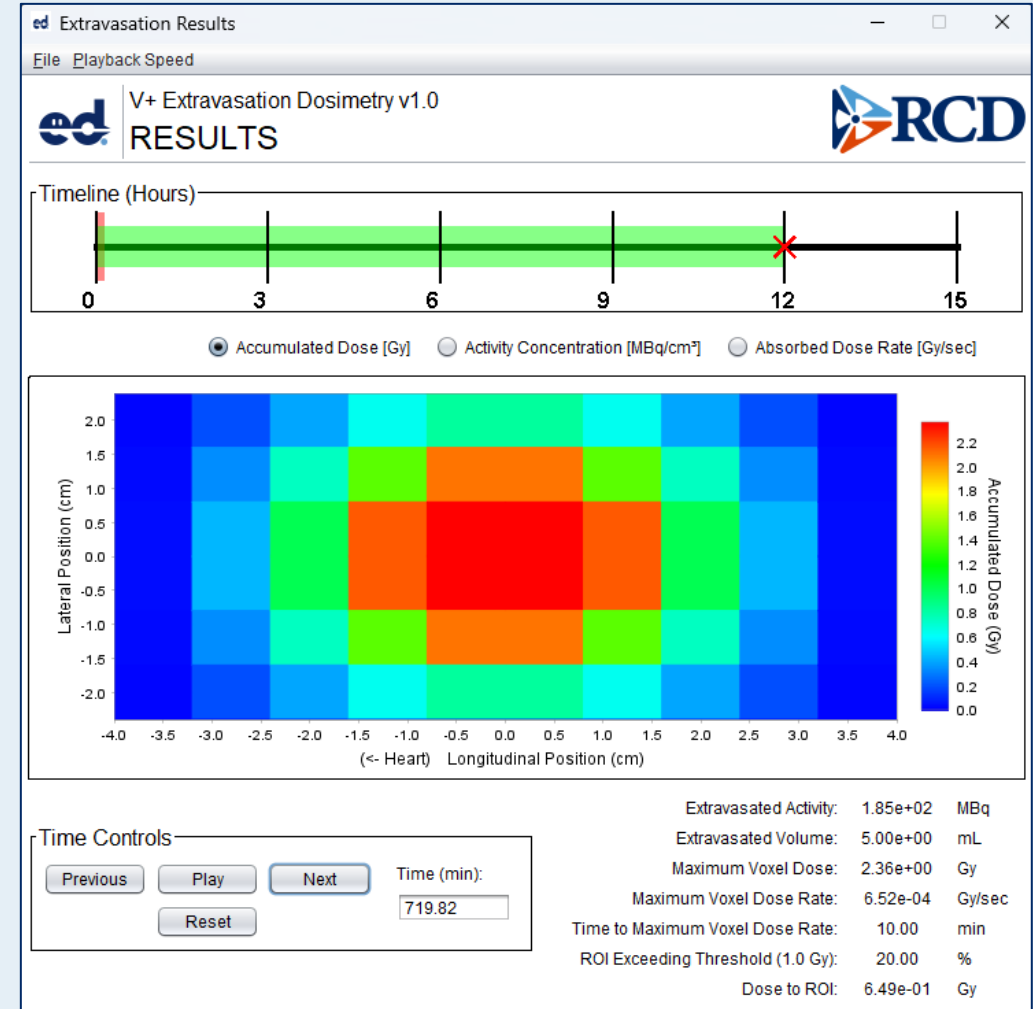 ed Extravasation Results
File Playback Speed
ed. V+ Extravasation Dosimetry v1.0
RESULTS
RCD
Timeline (Hours)
0 3 6 9 12 15
Accumulated Dose [Gy] Activity Concentration [MBq/cm³] Absorbed Dose Rate [Gy/sec]
Lateral Position (cm)
2.0
1.5
1.0
0.5
0.0
-0.5
-1.0
-1.5
-2.0
-4.0 -3.5 -3.0 -2.5 -2.0 -1.5 -1.0 -0.5 0.0 0.5 1.0 1.5 2.0 2.5 3.0 3.5 4.0
(<- Heart) Longitudinal Position (cm)
2.2
2.0
1.8
1.6
1.4
1.2
1.0
0.8
0.6
0.4
0.2
0.0
Accumulated Dose (Gy)
Time Controls
Previous Play Next
Reset
Time (min):
719.82
Extravasated Activity: 1.85e+02 MBq
Extravasated Volume: 5.00e+00 mL
Maximum Voxel Dose: 2.36e+00 Gy
Maximum Voxel Dose Rate: 6.52e-04 Gy/sec
Time to Maximum Voxel Dose Rate: 10.00 min
ROI Exceeding Threshold (1.0 Gy): 20.00 %
Dose to ROI: 6.49e-01 Gy